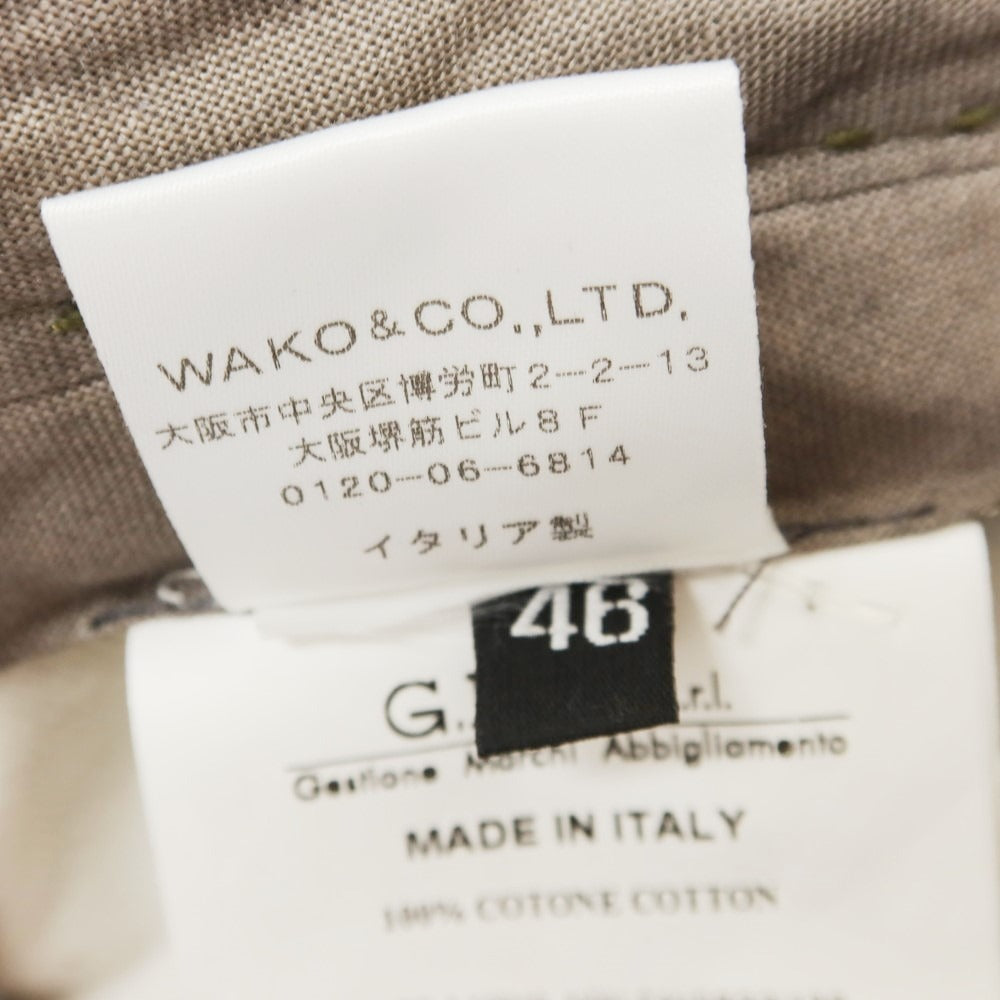 WAKO&CO.,LTD.
大阪市中央区博労町2-2-13
大阪堺筋ビル8F
0120-06-6814
イタリア製
46
G. .r.l.
Gestione Marchi Abbigliamento
MADE IN ITALY
100% COTONE COTTON